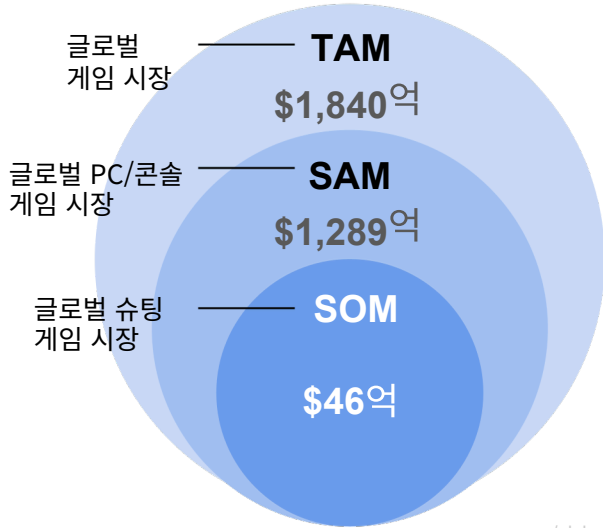 글로벌
게임 시장
TAM
$1,840억
글로벌 PC/콘솔
게임 시장
SAM
$1,289억
글로벌 슈팅
게임 시장
SOM
$46억